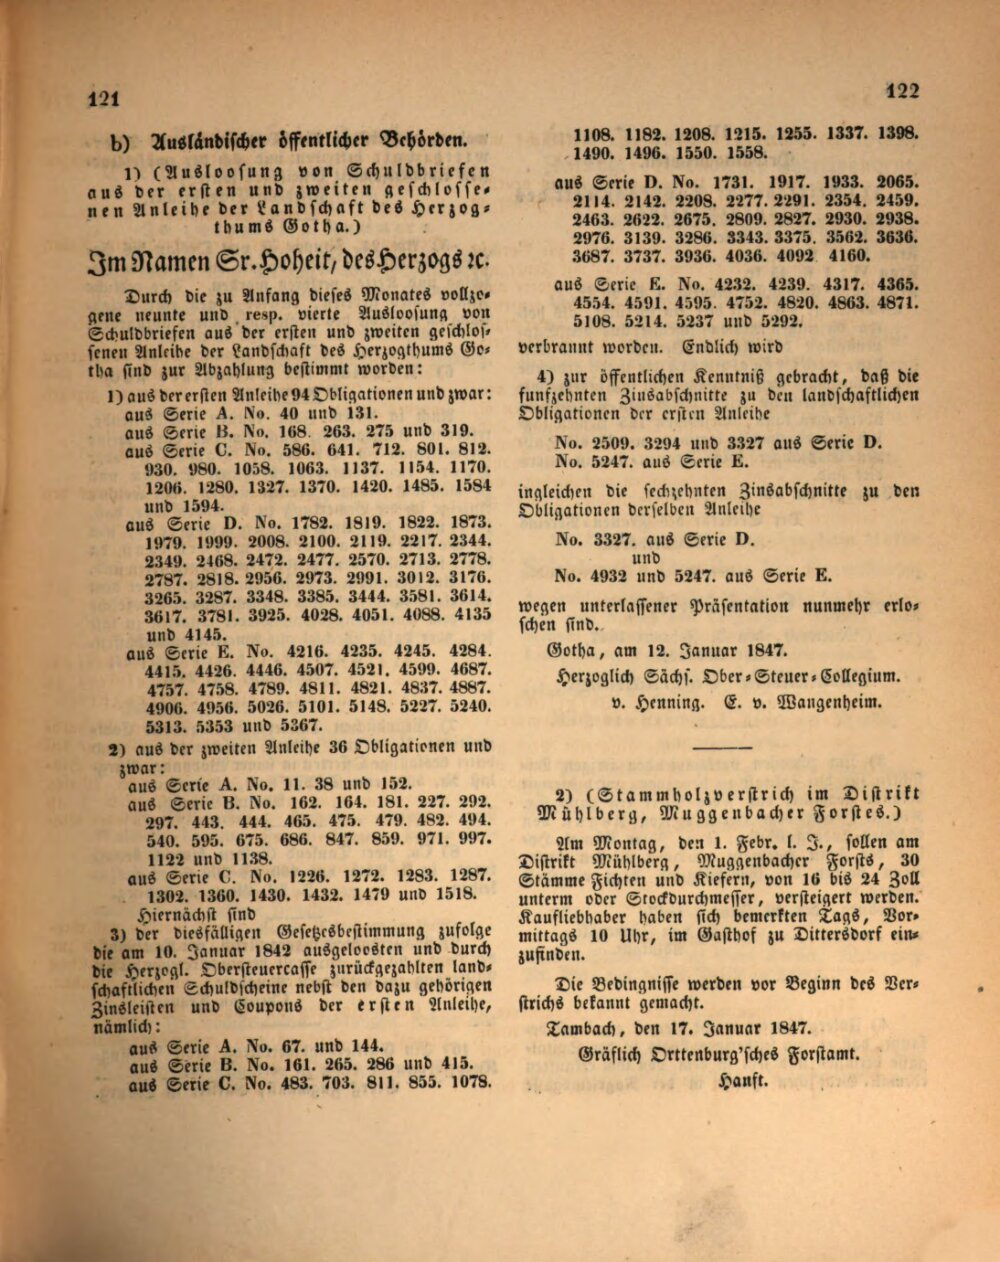 121
b) Ausländischer öffentlicher Behörden.
1) (Ausloosung von Schuldbriefen
aus der ersten und zweiten geschlosse⸗
nen Anleihe der Landschaft des Herzog⸗
thums Gotha.)
Im Namen Sr. Hoheit, des Herzogs ꝛc.
Durch die zu Anfang dieses Monates vollzo⸗
gene neunte und resp. vierte Ausloosung von
Schuldbriefen aus der ersten und zweiten geschlos⸗
senen Anleihe der Landschaft des Herzogthums Go⸗
tha sind zur Abzahlung bestimmt worden:
1) aus der ersten Anleihe 94 Obligationen und zwar:
aus Serie A. No. 40 und 131.
aus Serie B. No. 168. 263. 275 und 319.
aus Serie C. No. 586. 641. 712. 801. 812.
930. 980. 1058. 1063. 1137. 1154. 1170.
1206. 1280. 1327. 1370. 1420. 1485. 1584
und 1594.
aus Serie D. No. 1782. 1819. 1822. 1873.
1979. 1999. 2008. 2100. 2119. 2217. 2344.
2349. 2468. 2472. 2477. 2570. 2713. 2778.
2787. 2818. 2956. 2973. 2991. 3012. 3176.
3265. 3287. 3348. 3385. 3444. 3581. 3614.
3617. 3781. 3925. 4028. 4051. 4088. 4135
und 4145.
aus Serie E. No. 4216. 4235. 4245. 4284.
4415. 4426. 4446. 4507. 4521. 4599. 4687.
4757. 4758. 4789. 4811. 4821. 4837. 4887.
4906. 4956. 5026. 5101. 5148. 5227. 5240.
5313. 5353 und 5367.
2) aus der zweiten Anleihe 36 Obligationen und
zwar:
aus Serie A. No. 11. 38 und 152.
aus Serie B. No. 162. 164. 181. 227. 292.
297. 443. 444. 465. 475. 479. 482. 494.
540. 595. 675. 686. 847. 859. 971. 997.
1122 und 1138.
aus Serie C. No. 1226. 1272. 1283. 1287.
1302. 1360. 1430. 1432. 1479 und 1518.
Hiernächst sind
3) der diesfälligen Gesetzesbestimmung zufolge
die am 10. Januar 1842 ausgeloosten und durch
die Herzogl. Obersteuercasse zurückgezahlten land⸗
schaftlichen Schuldscheine nebst den dazu gehörigen
Zinsleisten und Coupons der ersten Anleihe,
nämlich:
aus Serie A. No. 67. und 144.
aus Serie B. No. 161. 265. 286 und 415.
aus Serie C. No. 483. 703. 811. 855. 1078.
122
1108. 1182. 1208. 1215. 1255. 1337. 1398.
1490. 1496. 1550. 1558.
aus Serie D. No. 1731. 1917. 1933. 2065.
2114. 2142. 2208. 2277. 2291. 2354. 2459.
2463. 2622. 2675. 2809. 2827. 2930. 2938.
2976. 3139. 3286. 3343. 3375. 3562. 3636.
3687. 3737. 3936. 4036. 4092 4160.
aus Serie E. No. 4232. 4239. 4317. 4365.
4554. 4591. 4595. 4752. 4820. 4863. 4871.
5108. 5214. 5237 und 5292.
verbrannt worden. Endlich wird
4) zur öffentlichen Kenntniß gebracht, daß die
funfzehnten Zinsabschnitte zu den landschaftlichen
Obligationen der ersten Anleihe
No. 2509. 3294 und 3327 aus Serie D.
No. 5247. aus Serie E.
ingleichen die sechzehnten Zinsabschnitte zu den
Obligationen derselben Anleihe
No. 3327. aus Serie D.
und
No. 4932 und 5247. aus Serie E.
wegen unterlassener Präsentation nunmehr erlo⸗
schen sind.
Gotha, am 12. Januar 1847.
Herzoglich Sächs. Ober⸗Steuer⸗Collegium.
v. Henning. E. v. Wangenheim.
2) (Stammholzverstrich im Distrikt
Mühlberg, Muggenbacher Forstes.)
Am Montag, den 1. Febr. l. J., sollen am
Distrikt Mühlberg, Muggenbacher Forsts, 30
Stämme Fichten und Kiefern, von 16 bis 24 Zoll
unterm oder Stockdurchmesser, versteigert werden.
Kaufliebhaber haben sich bemerkten Tags, Vor⸗
mittags 10 Uhr, im Gasthof zu Dittersdorf ein⸗
zufinden.
Die Bedingnisse werden vor Beginn des Ver⸗
strichs bekannt gemacht.
Tambach, den 17. Januar 1847.
Gräflich Orttenburg'sches Forstamt.
Hanft.